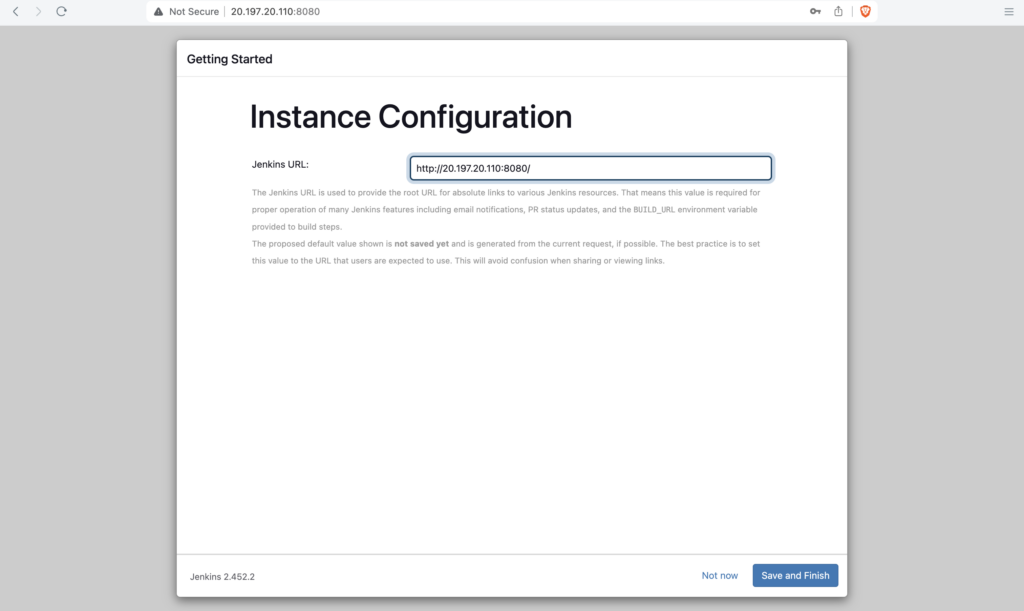 Not Secure 20.197.20.110:8080
Getting Started
Instance Configuration
Jenkins URL:
http://20.197.20.110:8080/
The Jenkins URL is used to provide the root URL for absolute links to various Jenkins resources. That means this value is required for
proper operation of many Jenkins features including email notifications, PR status updates, and the BUILD_URL environment variable
provided to build steps.
The proposed default value shown is not saved yet and is generated from the current request, if possible. The best practice is to set
this value to the URL that users are expected to use. This will avoid confusion when sharing or viewing links.
Jenkins 2.452.2
Not now
Save and Finish